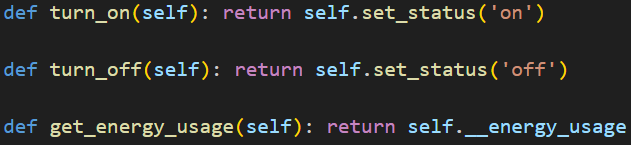 def turn_on(self): return self.set_status('on')
def turn_off(self): return self.set_status('off')
def get_energy_usage(self): return self.__energy_usage